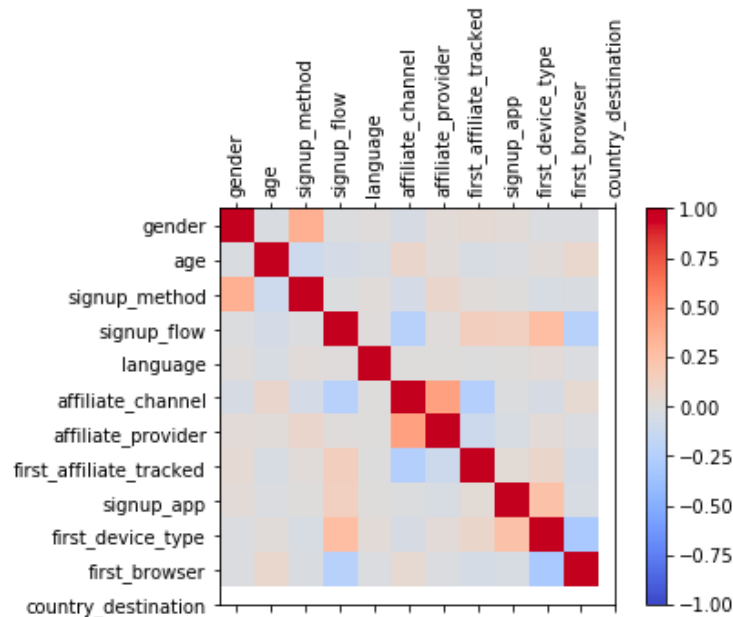 gender
age
signup_method
signup_flow
language
affiliate_channel
affiliate_provider
first_affiliate_tracked
signup_app
first_device_type
first_browser
country_destination
gender
age
signup_method
signup_flow
language
affiliate_channel
affiliate_provider
first_affiliate_tracked
signup_app
first_device_type
first_browser
country_destination
1.00
0.75
0.50
0.25
0.00
−0.25
−0.50
−0.75
−1.00